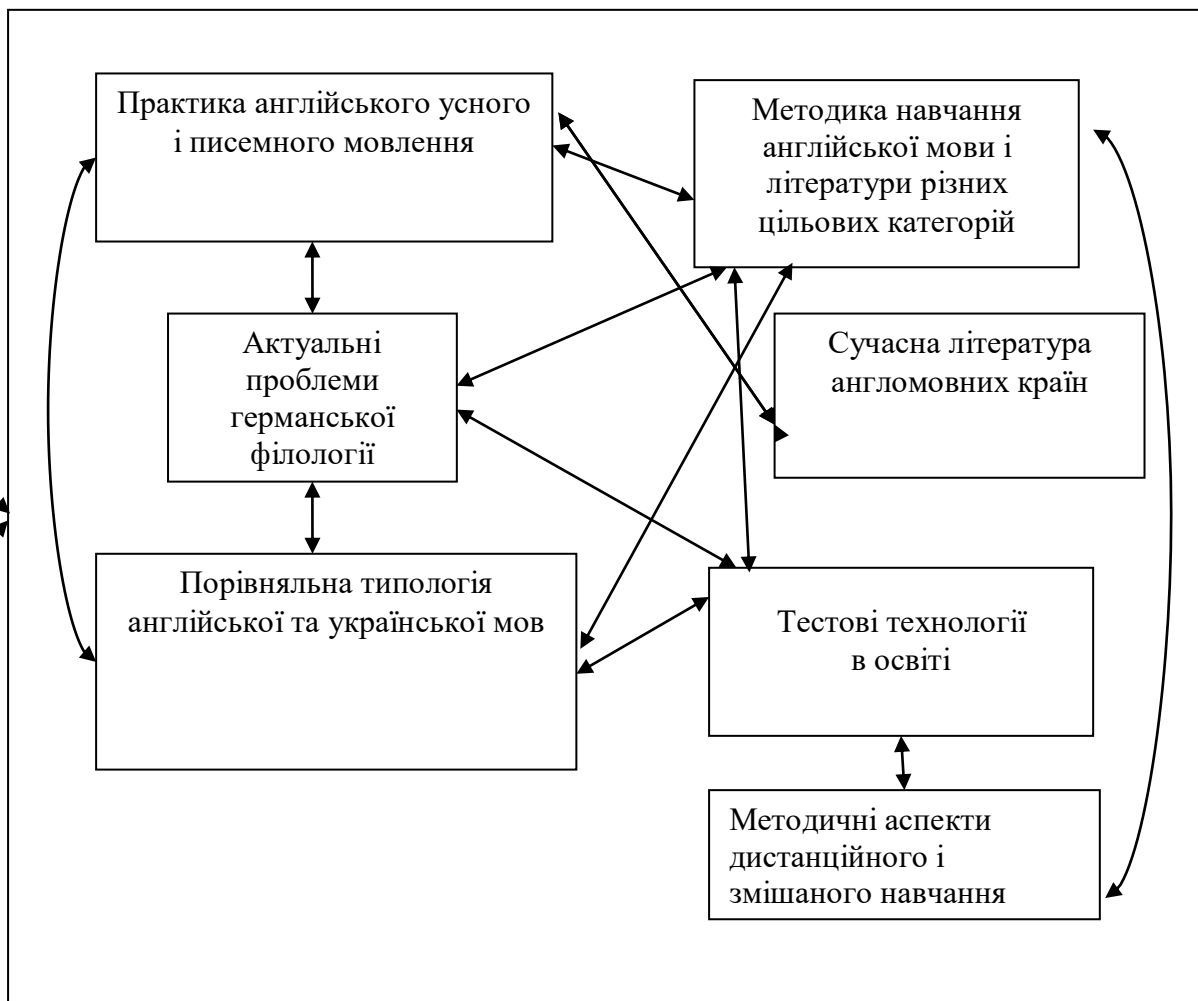 Практика англійського усного
і писемного мовлення
Методика навчання
англійської мови і
літератури різних
цільових категорій
Актуальні
проблеми
германської
філології
Сучасна література
англомовних країн
Порівняльна типологія
англійської та української мов
Тестові технології
в освіті
Методичні аспекти
дистанційного і
змішаного навчання